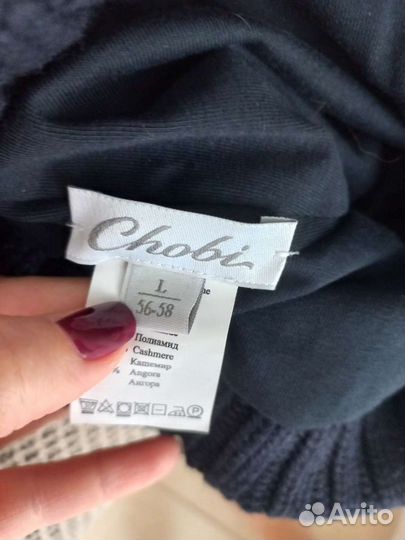 Chobi
L
56-58
Полиамид
Cashmere
Кашемир
Angora
Ангора
Avito